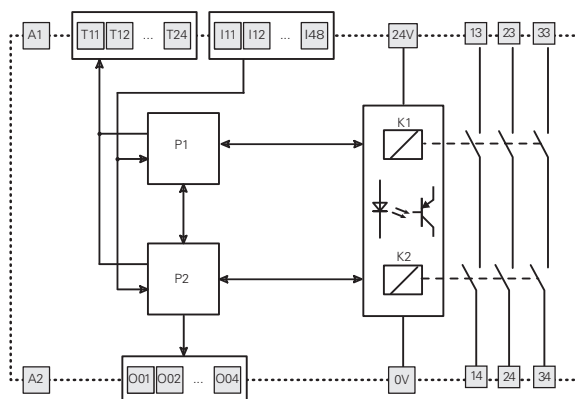 A1 T11 T12 ... T24 I11 I12 ... I48 24V 13 23 33
K1
P1
K2
P2
A2 O01 O02 ... O04 0V 14 24 34